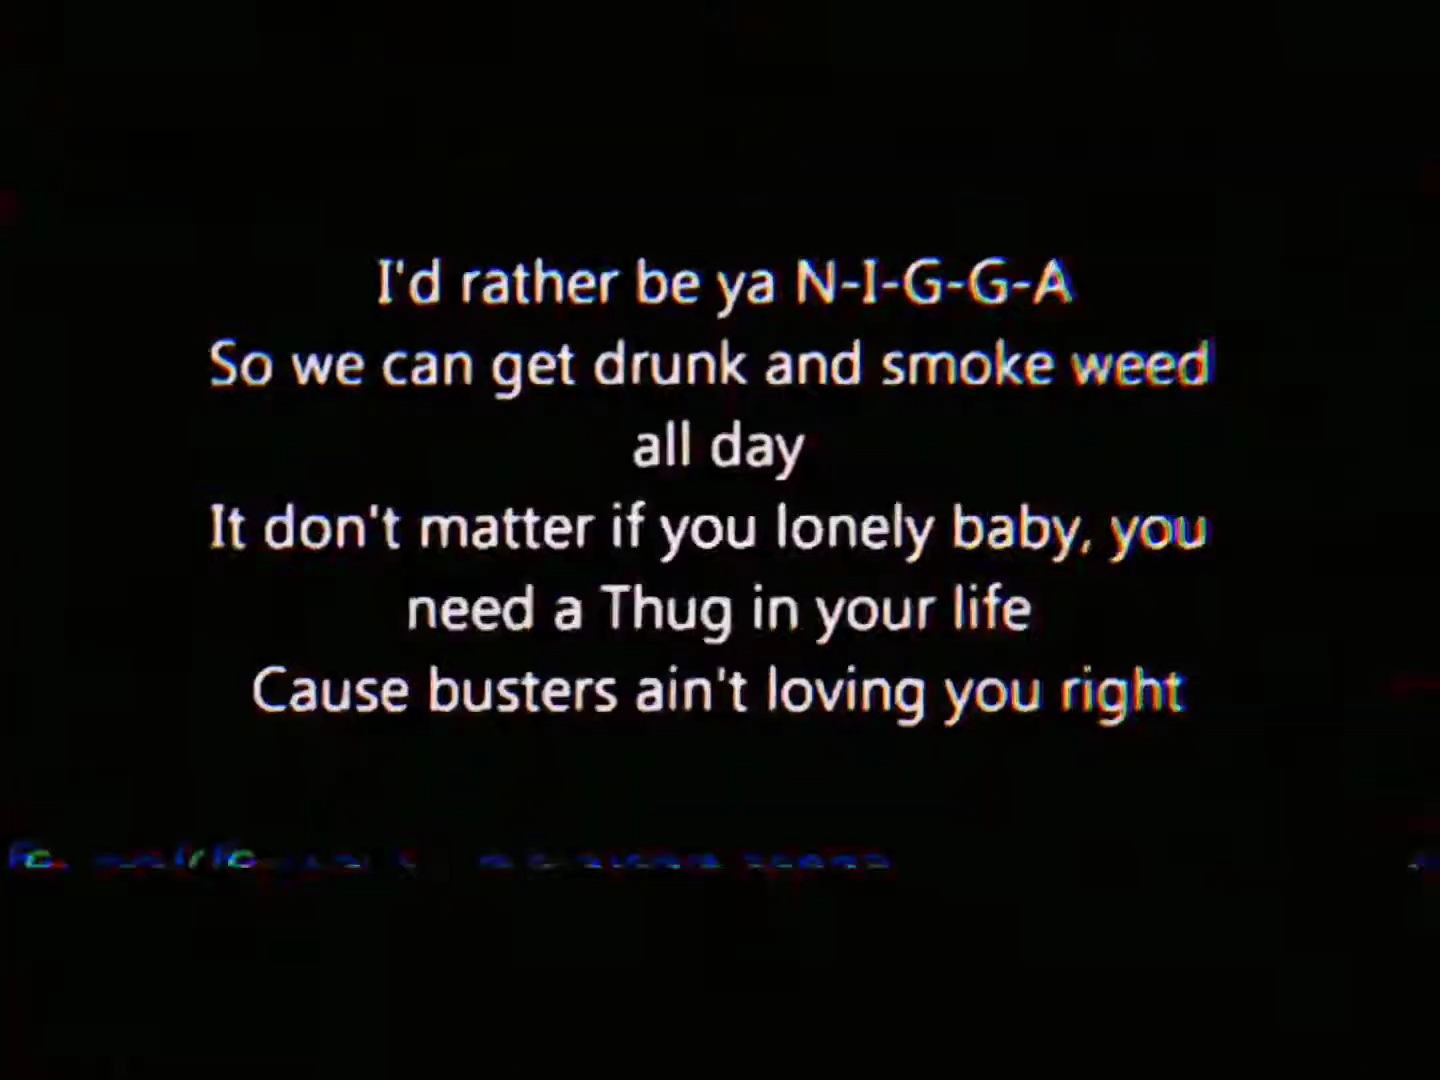 I'd rather be ya N-I-G-G-A
So we can get drunk and smoke weed
all day
It don't matter if you lonely baby, you
need a Thug in your life
Cause busters ain't loving you right